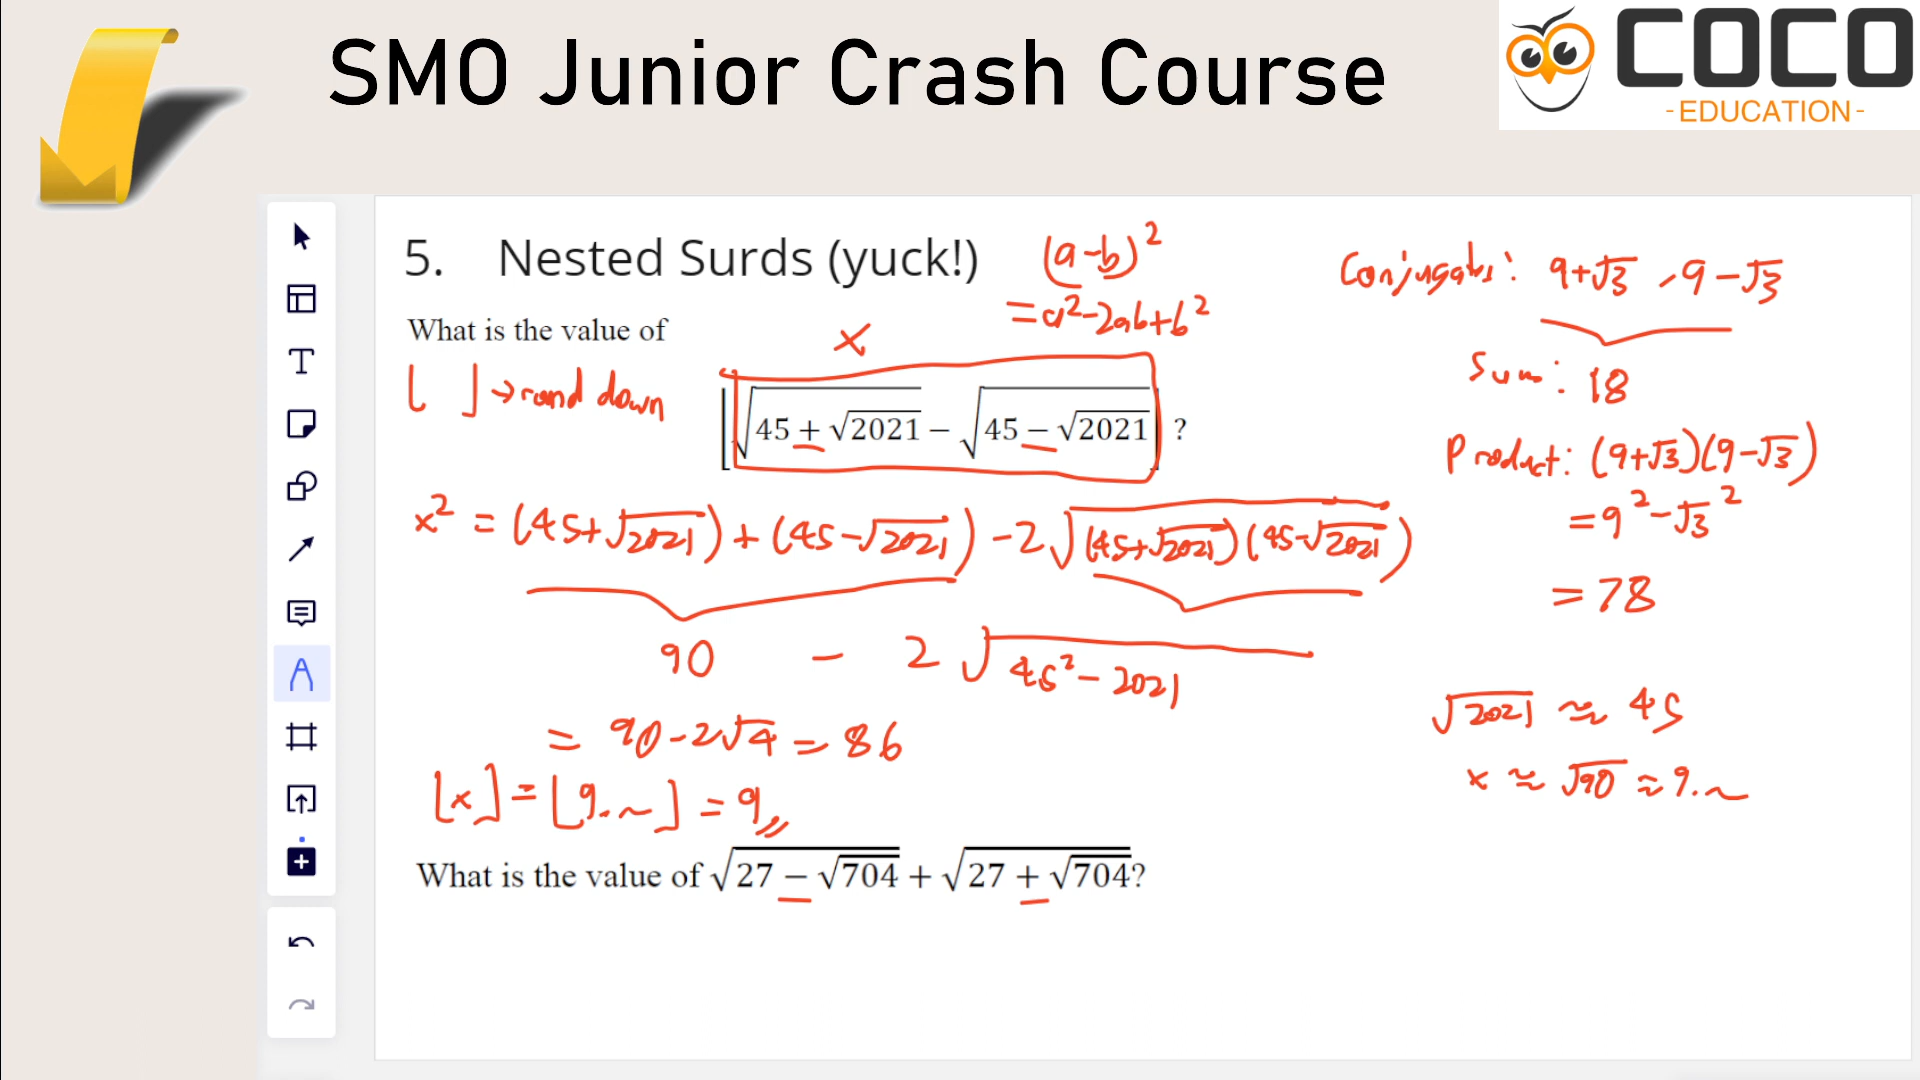 SMO Junior Crash Course
COCO
-EDUCATION-
5. Nested Surds (yuck!)
(a-b)²
= a²-2ab+b²
What is the value of
⌊ ⌋ → round down
x
⌊√(45 + √2021) − √(45 − √2021)⌋ ?
x² = (45+√2021) + (45-√2021) - 2√((45+√2021)(45-√2021))
90 - 2√(45²-2021)
= 90-2√4 = 86
⌊x⌋ = ⌊9.~⌋ = 9
What is the value of √(27 − √704) + √(27 + √704)?
Conjugates: 9+√3, 9-√3
Sum: 18
Product: (9+√3)(9-√3)
= 9²-√3²
= 78
√2021 ≈ 45
x ≈ √90 ≈ 9.~